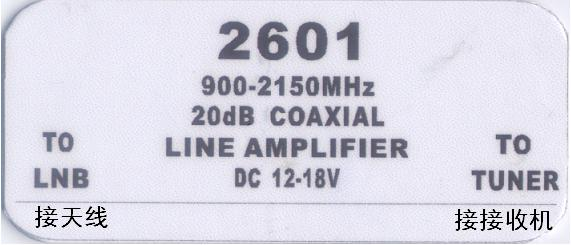 2601
900-2150MHz
20dB COAXIAL
LINE AMPLIFIER
DC 12-18V
TO
LNB
接天线
TO
TUNER
接接收机